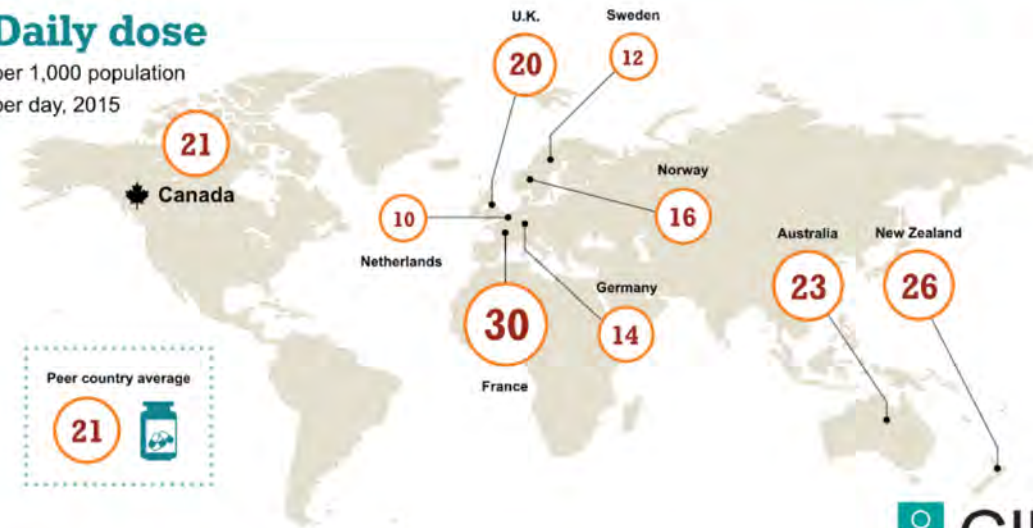 Daily dose
per 1,000 population
per day, 2015
21
Canada
U.K.
20
Sweden
12
Norway
16
10
Netherlands
Germany
14
30
France
Australia
23
New Zealand
26
Peer country average
21